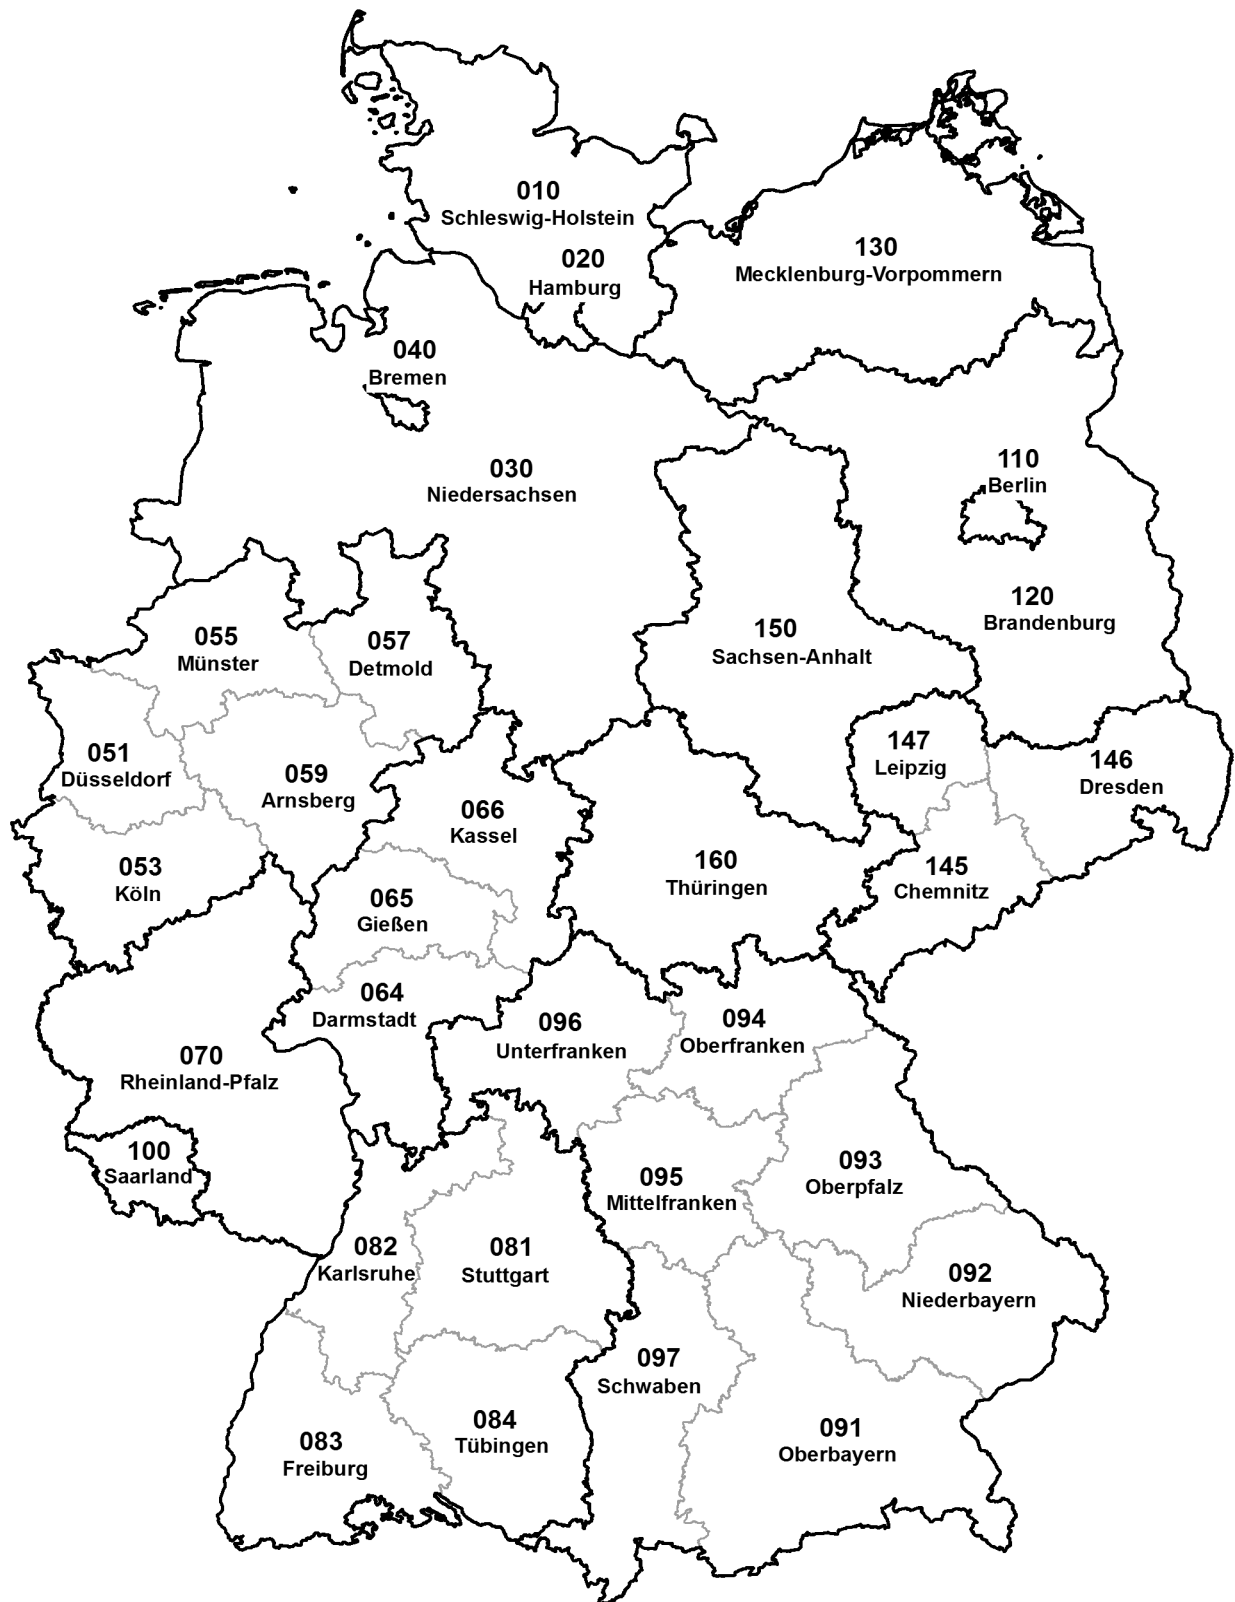 010
Schleswig-Holstein
020
Hamburg
130
Mecklenburg-Vorpommern
040
Bremen
030
Niedersachsen
110
Berlin
120
Brandenburg
150
Sachsen-Anhalt
055
Münster
057
Detmold
051
Düsseldorf
059
Arnsberg
147
Leipzig
146
Dresden
066
Kassel
053
Köln
160
Thüringen
145
Chemnitz
065
Gießen
064
Darmstadt
096
Unterfranken
094
Oberfranken
070
Rheinland-Pfalz
100
Saarland
095
Mittelfranken
093
Oberpfalz
082
Karlsruhe
081
Stuttgart
092
Niederbayern
097
Schwaben
083
Freiburg
084
Tübingen
091
Oberbayern